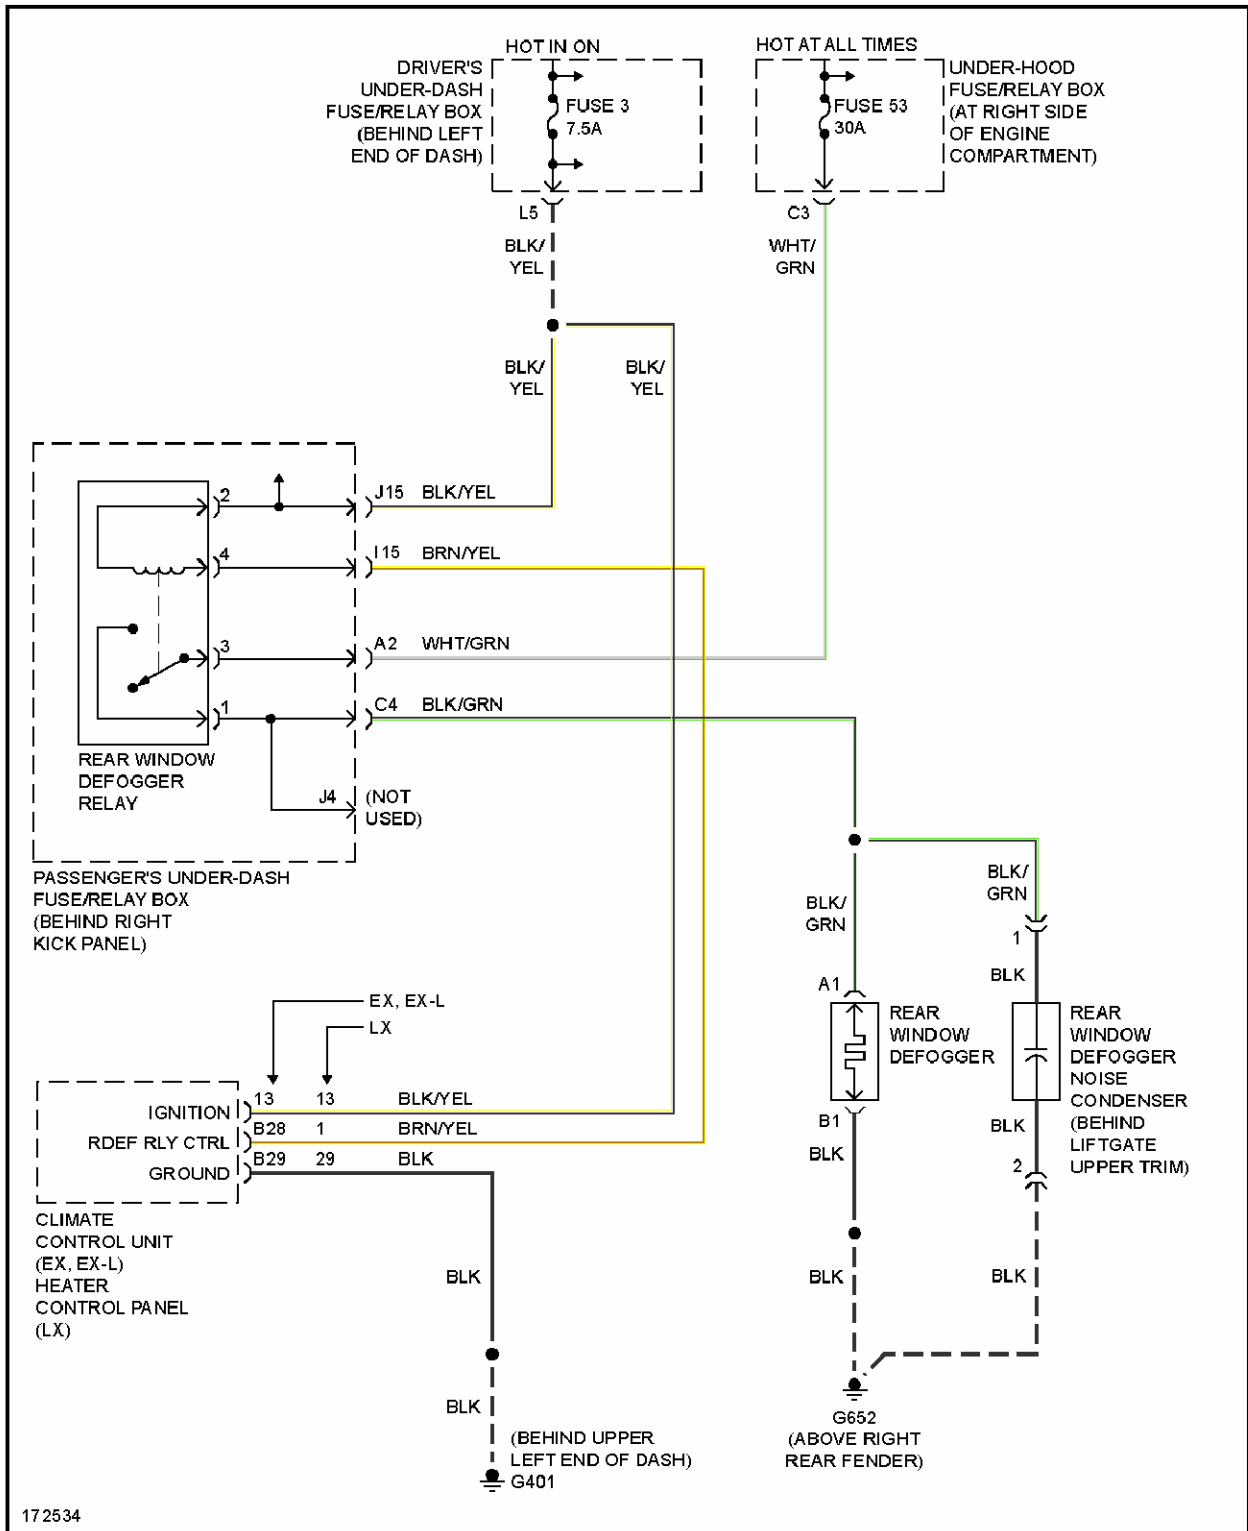 HOT IN ON
HOT AT ALL TIMES
DRIVER'S
UNDER-DASH
FUSE/RELAY BOX
(BEHIND LEFT
END OF DASH)
FUSE 3
7.5A
FUSE 53
30A
UNDER-HOOD
FUSE/RELAY BOX
(AT RIGHT SIDE
OF ENGINE
COMPARTMENT)
L5
C3
BLK/
YEL
WHT/
GRN
BLK/
YEL
BLK/
YEL
2
J15 BLK/YEL
4
I15 BRN/YEL
3
A2 WHT/GRN
1
C4 BLK/GRN
REAR WINDOW
DEFOGGER
RELAY
J4
(NOT
USED)
PASSENGER'S UNDER-DASH
FUSE/RELAY BOX
(BEHIND RIGHT
KICK PANEL)
BLK/
GRN
BLK/
GRN
1
BLK
A1
REAR
WINDOW
DEFOGGER
REAR
WINDOW
DEFOGGER
NOISE
CONDENSER
(BEHIND
LIFTGATE
UPPER TRIM)
B1
BLK
BLK
2
EX, EX-L
LX
IGNITION 13 13 BLK/YEL
RDEF RLY CTRL B28 1 BRN/YEL
GROUND B29 29 BLK
CLIMATE
CONTROL UNIT
(EX, EX-L)
HEATER
CONTROL PANEL
(LX)
BLK
BLK
BLK
BLK
(BEHIND UPPER
LEFT END OF DASH)
G401
G652
(ABOVE RIGHT
REAR FENDER)
172534